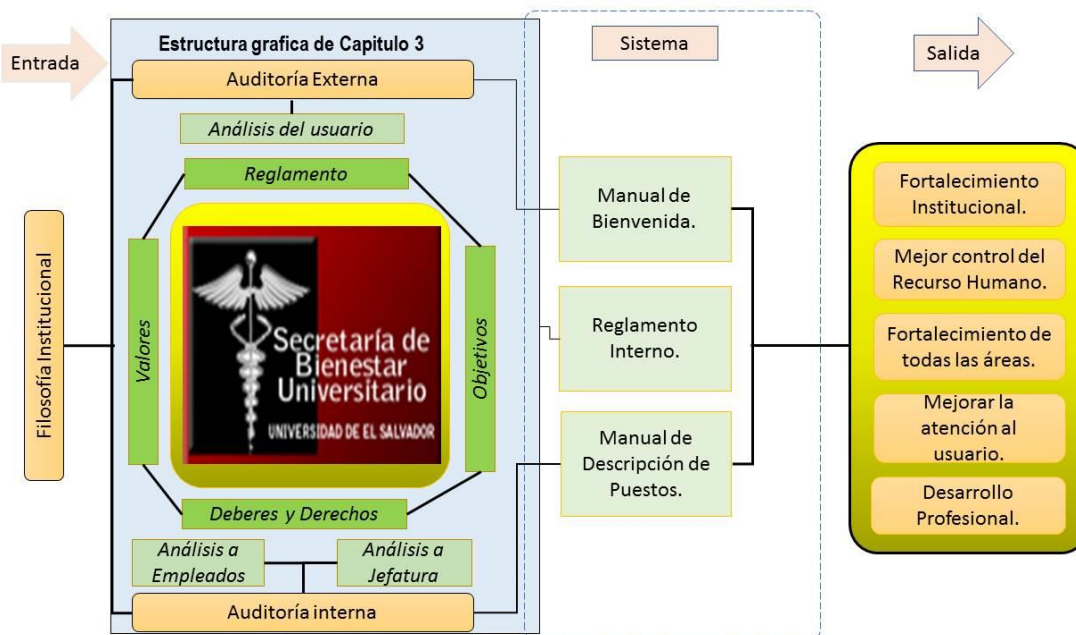 Entrada
Estructura grafica de Capitulo 3
Sistema
Salida
Auditoría Externa
Análisis del usuario
Reglamento
Filosofía Institucional
Valores
Secretaría de
Bienestar
Universitario
UNIVERSIDAD DE EL SALVADOR
Objetivos
Deberes y Derechos
Análisis a
Empleados
Análisis a
Jefatura
Auditoría interna
Manual de
Bienvenida.
Reglamento
Interno.
Manual de
Descripción de
Puestos.
Fortalecimiento
Institucional.
Mejor control del
Recurso Humano.
Fortalecimiento de
todas las áreas.
Mejorar la
atención al
usuario.
Desarrollo
Profesional.